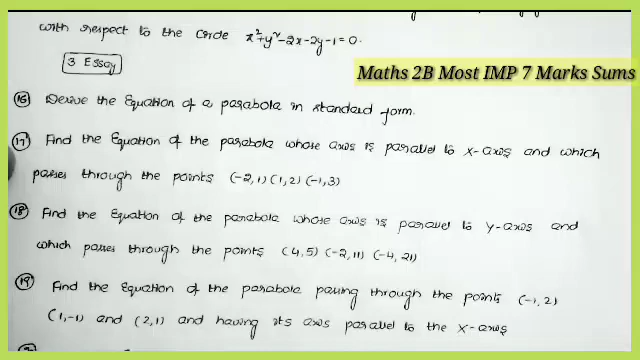 with respect to the circle x²+y²-2x-2y-1=0.
3 Essay
Maths 2B Most IMP 7 Marks Sums
16) Derive the Equation of a parabola in standard form.
17) Find the Equation of the parabola whose axis is parallel to x-axis and which
passes through the points (-2,1) (1,2) (-1,3)
18) Find the Equation of the parabola whose axis is parallel to y-axis and
which passes through the points (4,5) (-2,11) (-4,21)
19) Find the Equation of the parabola passing through the points (-1,2)
(1,-1) and (2,1) and having its axis parallel to the x-axis